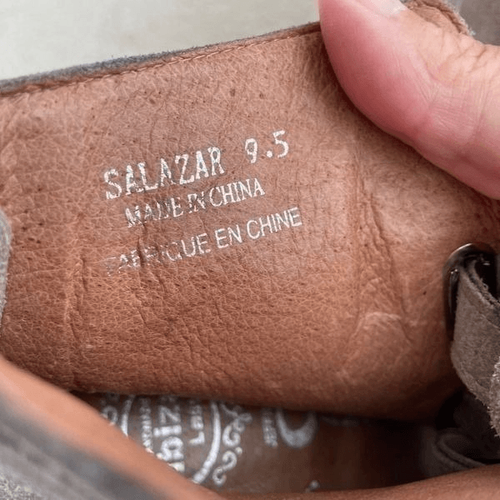 SALAZAR 9.5
MADE IN CHINA
FABRIQUE EN CHINE